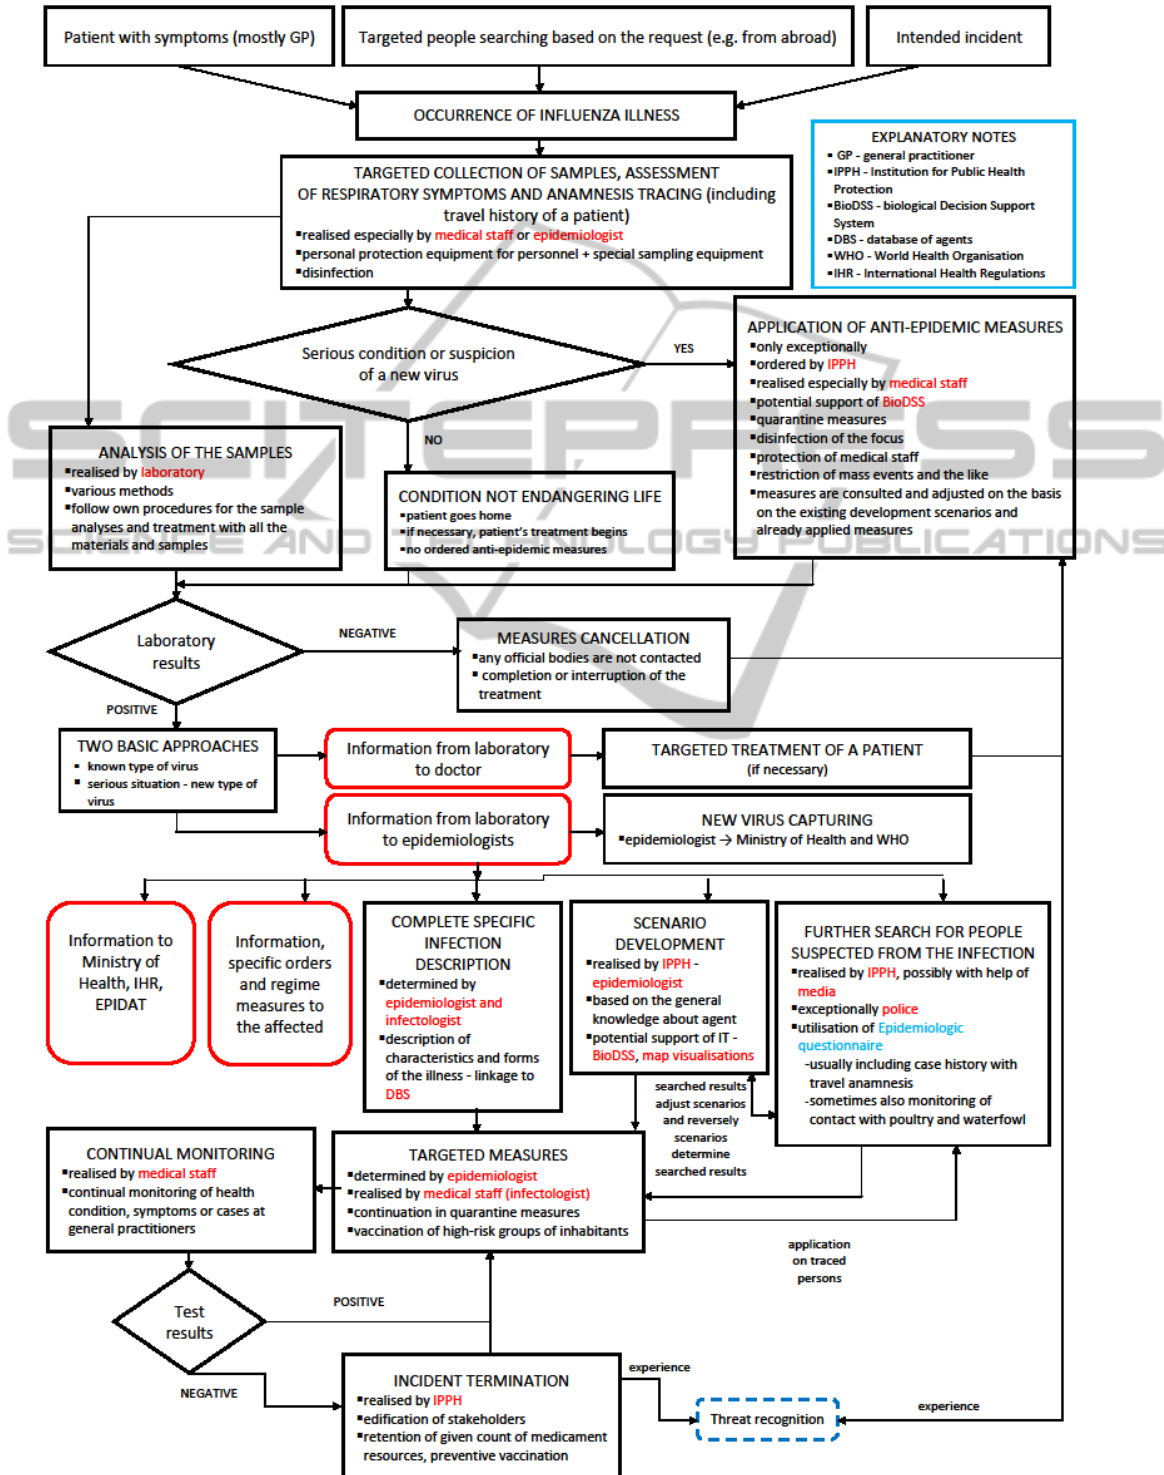 Patient with symptoms (mostly GP)
Targeted people searching based on the request (e.g. from abroad)
Intended incident
OCCURRENCE OF INFLUENZA ILLNESS
EXPLANATORY NOTES
▪ GP - general practitioner
▪IPPH - Institution for Public Health
Protection
▪BioDSS - biological Decision Support
System
▪DBS - database of agents
▪WHO - World Health Organisation
▪IHR - International Health Regulations
TARGETED COLLECTION OF SAMPLES, ASSESSMENT
OF RESPIRATORY SYMPTOMS AND ANAMNESIS TRACING (including
travel history of a patient)
▪realised especially by medical staff or epidemiologist
▪personal protection equipment for personnel + special sampling equipment
▪disinfection
Serious condition or suspicion
of a new virus
YES
NO
APPLICATION OF ANTI-EPIDEMIC MEASURES
▪only exceptionally
▪ordered by IPPH
▪realised especially by medical staff
▪potential support of BioDSS
▪quarantine measures
▪disinfection of the focus
▪protection of medical staff
▪restriction of mass events and the like
▪measures are consulted and adjusted on the basis
on the existing development scenarios and
already applied measures
SCITEPRESS
SCIENCE AND TECHNOLOGY PUBLICATIONS
ANALYSIS OF THE SAMPLES
▪realised by laboratory
▪various methods
▪follow own procedures for the sample
analyses and treatment with all the
materials and samples
CONDITION NOT ENDANGERING LIFE
▪patient goes home
▪if necessary, patient's treatment begins
▪no ordered anti-epidemic measures
Laboratory
results
NEGATIVE
POSITIVE
MEASURES CANCELLATION
▪any official bodies are not contacted
▪ completion or interruption of the
treatment
TWO BASIC APPROACHES
▪ known type of virus
▪ serious situation - new type of
virus
Information from laboratory
to doctor
TARGETED TREATMENT OF A PATIENT
(if necessary)
Information from laboratory
to epidemiologists
NEW VIRUS CAPTURING
▪epidemiologist → Ministry of Health and WHO
Information to
Ministry of
Health, IHR,
EPIDAT
Information,
specific orders
and regime
measures to
the affected
COMPLETE SPECIFIC
INFECTION
DESCRIPTION
▪determined by
epidemiologist and
infectologist
▪description of
characteristics and forms
of the illness - linkage to
DBS
SCENARIO
DEVELOPMENT
▪realised by IPPH -
epidemiologist
▪based on the general
knowledge about agent
▪potential support of IT -
BioDSS, map visualisations
FURTHER SEARCH FOR PEOPLE
SUSPECTED FROM THE INFECTION
▪realised by IPPH, possibly with help of
media
▪exceptionally police
▪utilisation of Epidemiologic
questionnaire
-usually including case history with
travel anamnesis
-sometimes also monitoring of
contact with poultry and waterfowl
searched results
adjust scenarios
and reversely
scenarios
determine
searched results
CONTINUAL MONITORING
▪realised by medical staff
▪continual monitoring of health
condition, symptoms or cases at
general practitioners
TARGETED MEASURES
▪determined by epidemiologist
▪realised by medical staff (infectologist)
▪continuation in quarantine measures
▪vaccination of high-risk groups of inhabitants
application
on traced
persons
Test
results
POSITIVE
NEGATIVE
INCIDENT TERMINATION
▪realised by IPPH
▪edification of stakeholders
▪retention of given count of medicament
resources, preventive vaccination
experience
Threat recognition
experience